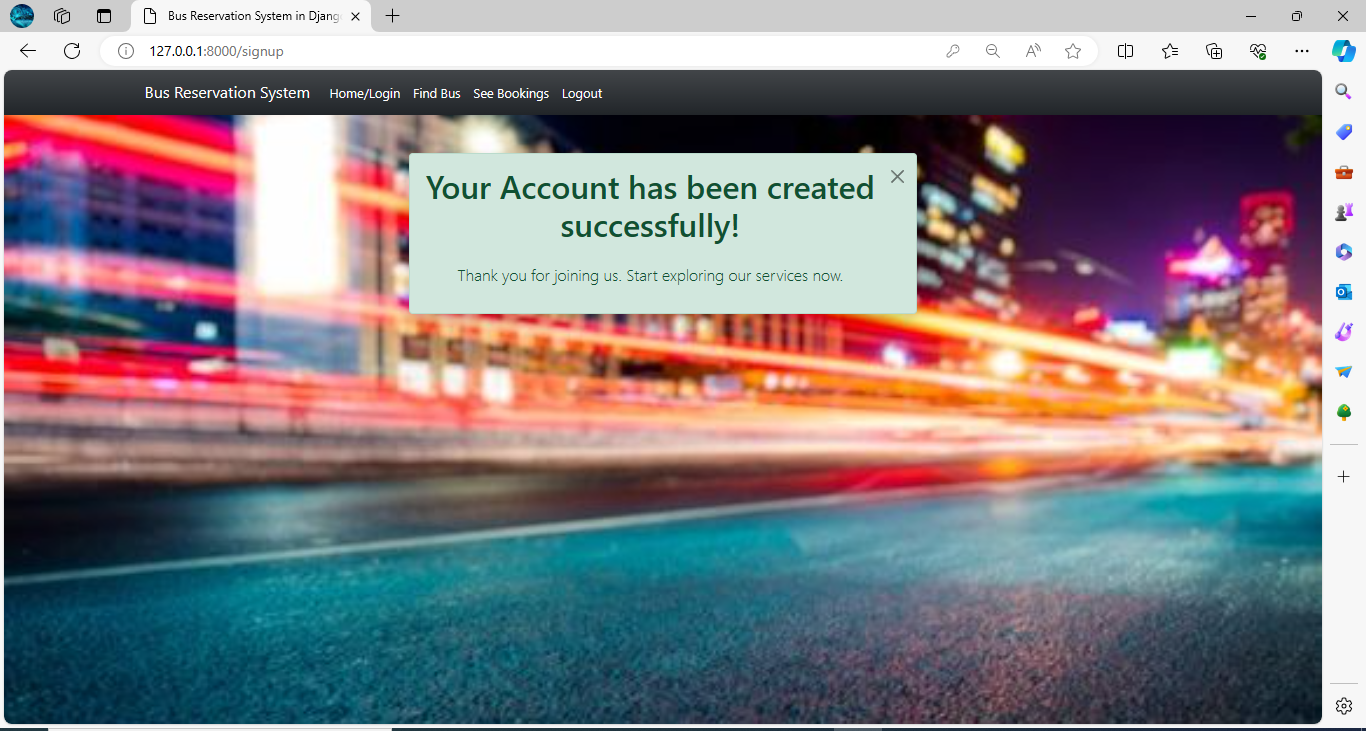 Bus Reservation System in Djang
127.0.0.1:8000/signup
Bus Reservation System Home/Login Find Bus See Bookings Logout
Your Account has been created
successfully!
Thank you for joining us. Start exploring our services now.